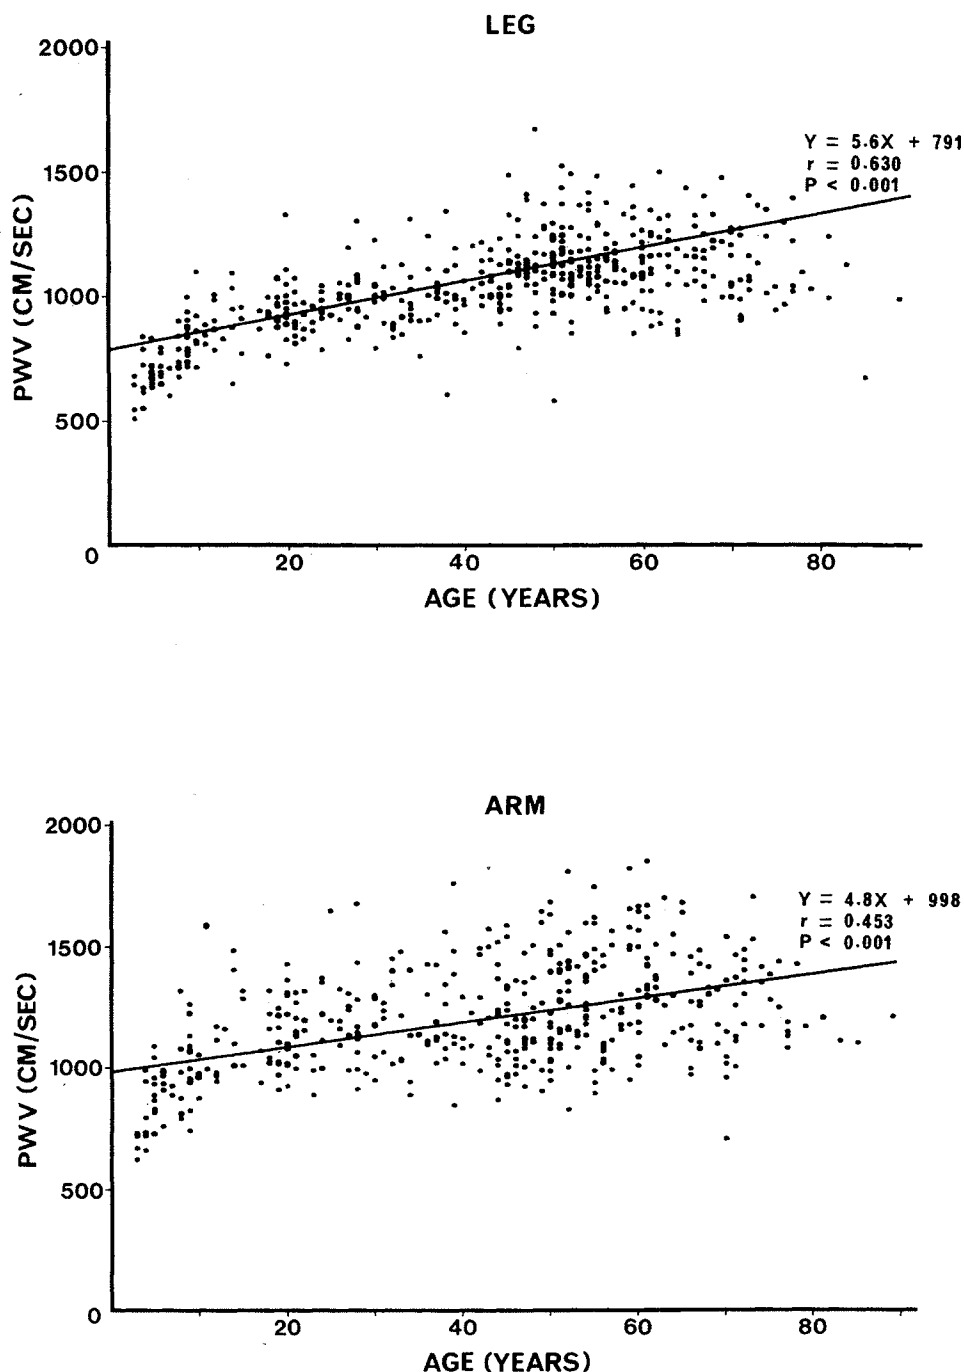 LEG
2000
1500
1000
500
0
20
40
60
80
PWV (CM/SEC)
AGE (YEARS)
Y = 5.6X + 791
r = 0.630
P < 0.001
ARM
2000
1500
1000
500
0
20
40
60
80
PWV (CM/SEC)
AGE (YEARS)
Y = 4.8X + 998
r = 0.453
P < 0.001